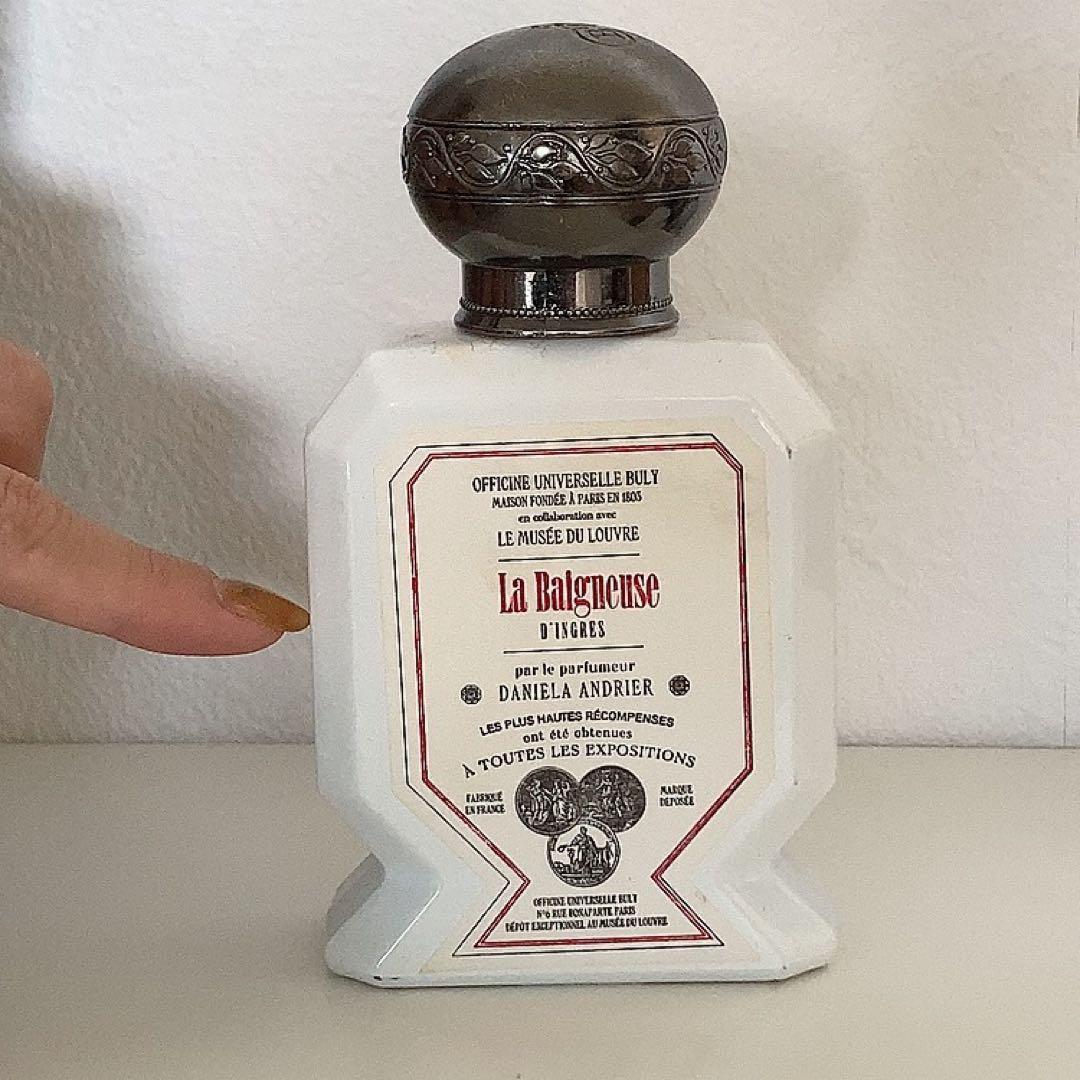 OFFICINE UNIVERSELLE BULY
MAISON FONDÉE À PARIS EN 1803
en collaboration avec
LE MUSÉE DU LOUVRE
La Baigneuse
D'INGRES
par le parfumeur
DANIELA ANDRIER
LES PLUS HAUTES RÉCOMPENSES
ont été obtenues
À TOUTES LES EXPOSITIONS
FABRIQUÉ
EN FRANCE
MARQUE
DÉPOSÉE
OFFICINE UNIVERSELLE BULY
N°6 RUE BONAPARTE PARIS
DÉPÔT EXCEPTIONNEL AU MUSÉE DU LOUVRE